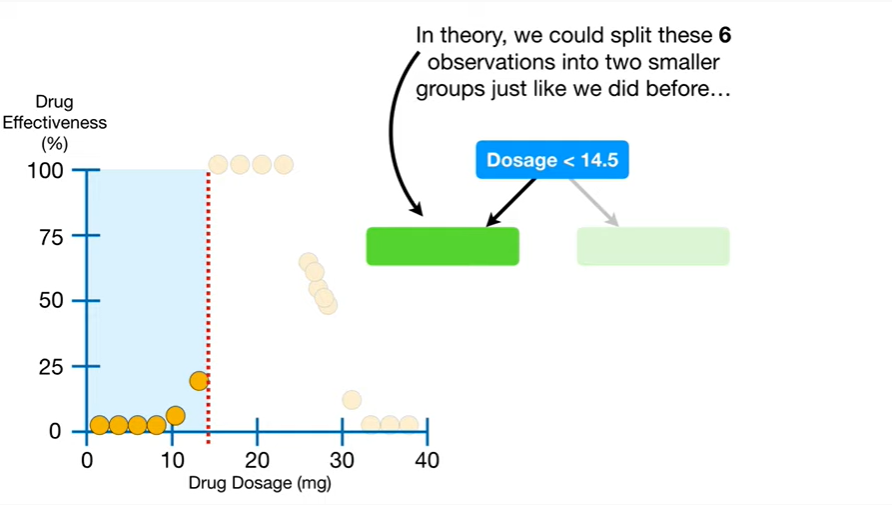 In theory, we could split these 6
observations into two smaller
groups just like we did before…
Drug
Effectiveness
(%)
Dosage < 14.5
100
75
50
25
0
0 10 20 30 40
Drug Dosage (mg)